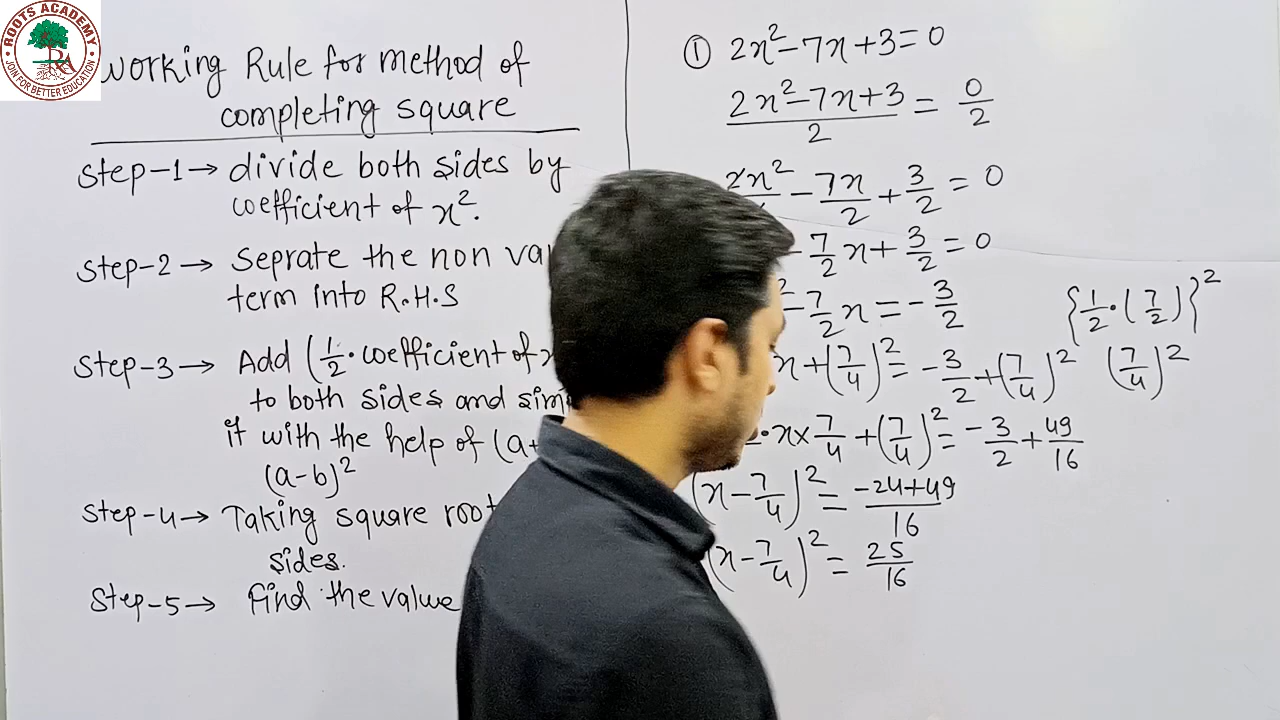 ROOTS ACADEMY
JOIN FOR BETTER EDUCATION
Working Rule for method of
completing square
Step-1→ divide both sides by
coefficient of x².
Step-2→ Seprate the non
term into R.H.S
Step-3→ Add (1/2·coefficient of x
to both sides and
it with the help of (a+
(a-b)²
Step-4→ Taking square root
sides.
Step-5→ Find the value
① 2x²-7x+3=0
2x²-7x+3/2 = 0/2
2x² - 7x/2 + 3/2 = 0
- 7/2 x + 3/2 = 0
² - 7/2 x = - 3/2
{1/2·(7/2)}²
x+(7/4)² = -3/2+(7/4)²
(7/4)²
·x×7/4+(7/4)² = -3/2+49/16
(x-7/4)² = -24+49/16
(x-7/4)² = 25/16